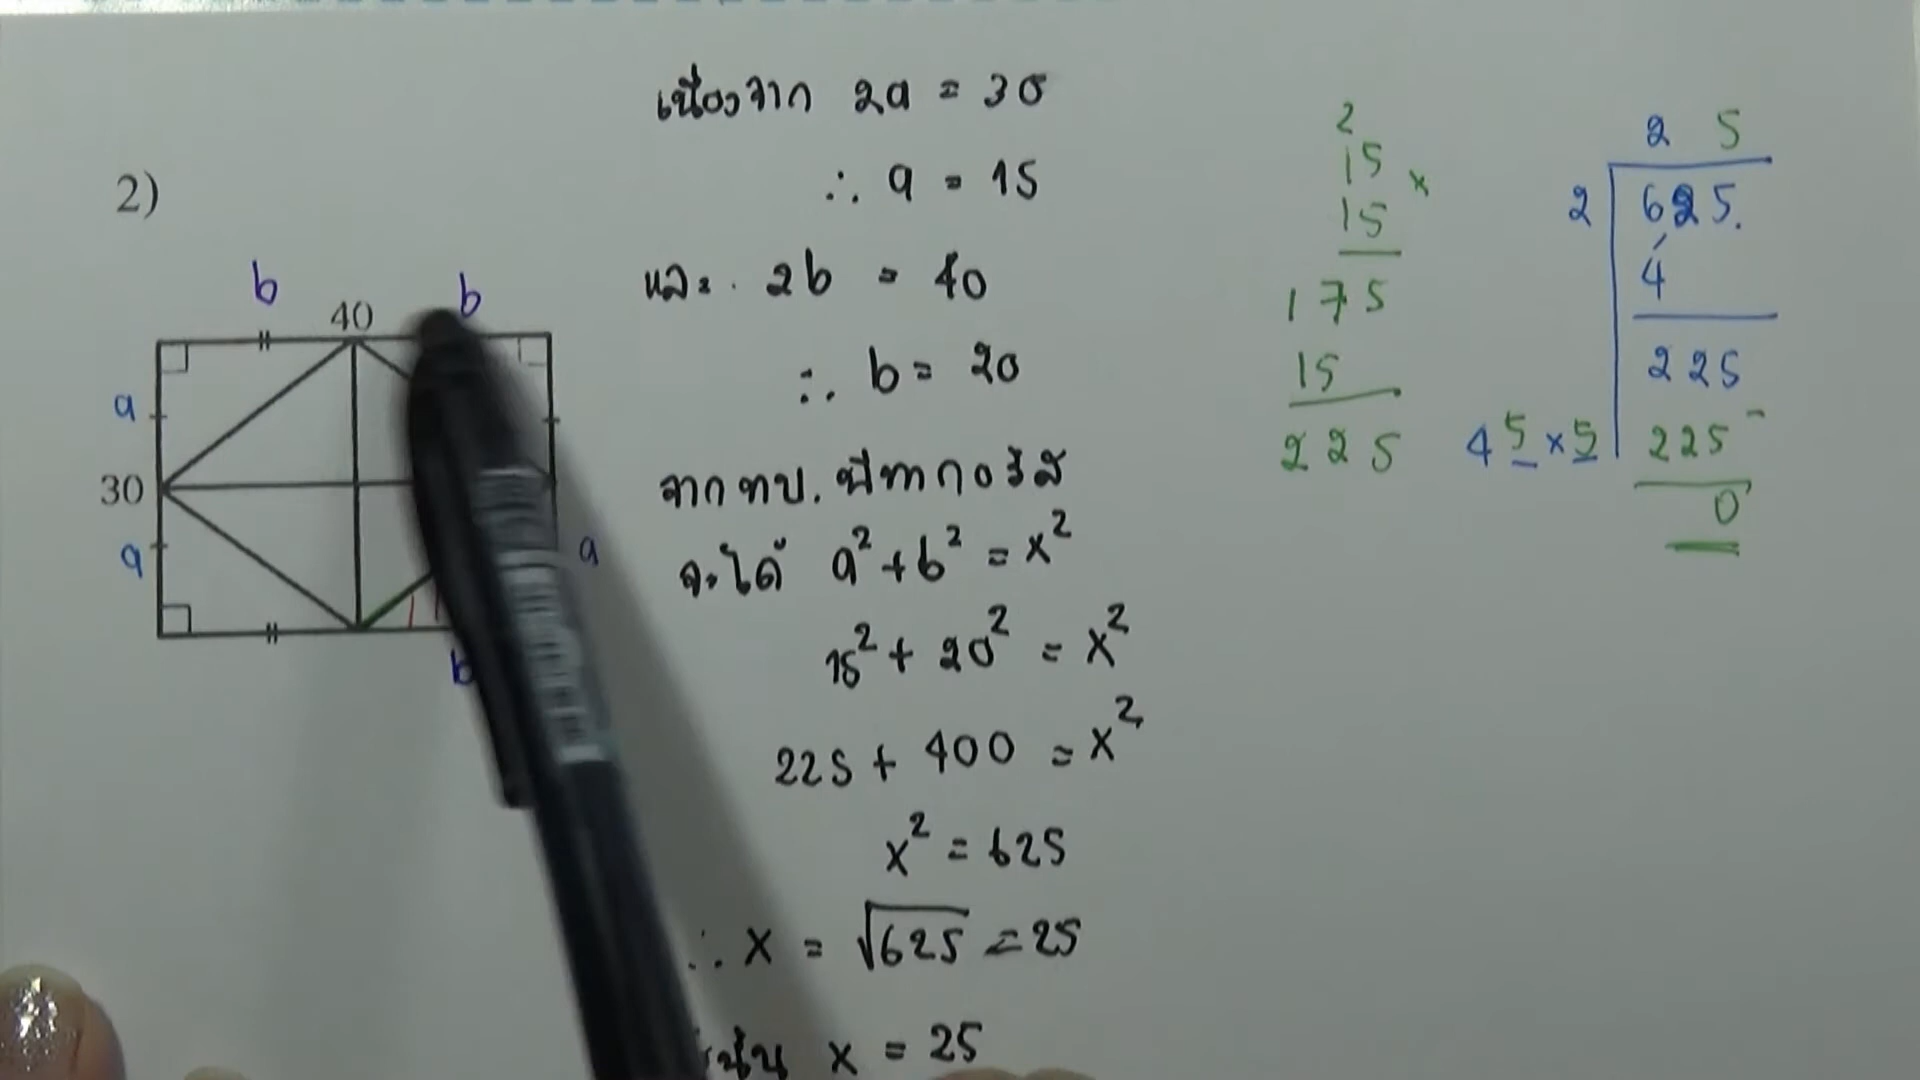 2)
b
40
b
a
30
a
a
b
เนื่องจาก 2a = 30
∴ a = 15
และ 2b = 40
∴ b = 20
จาก ทบ. พีทาโกรัส
จะได้ a² + b² = x²
15² + 20² = x²
225 + 400 = x²
x² = 625
∴ x = √625 = 25
x = 25
2
15 ×
15
175
15
225
2 5
2 625.
4
225
45 × 5 225 -
0